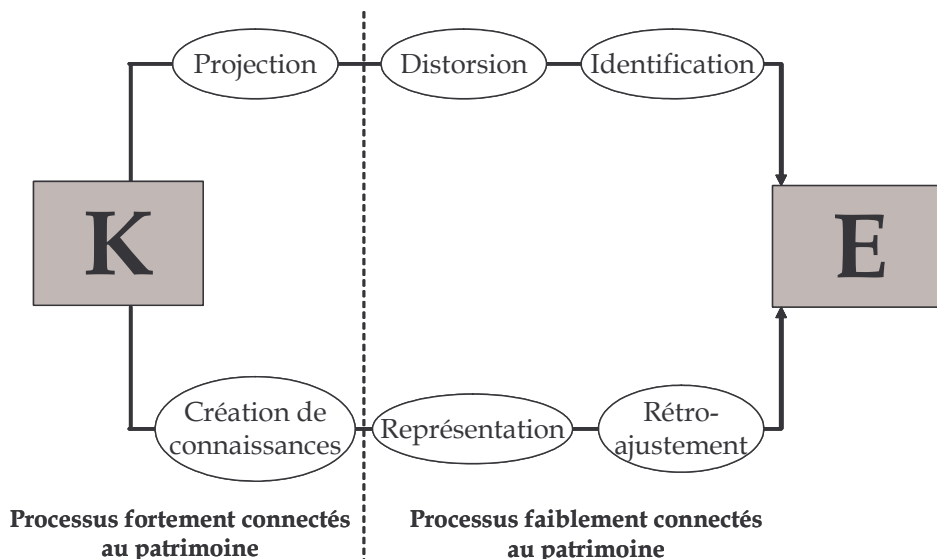 Projection
Distorsion
Identification
K
E
Création de
connaissances
Représentation
Rétro-
ajustement
Processus fortement connectés
au patrimoine
Processus faiblement connectés
au patrimoine